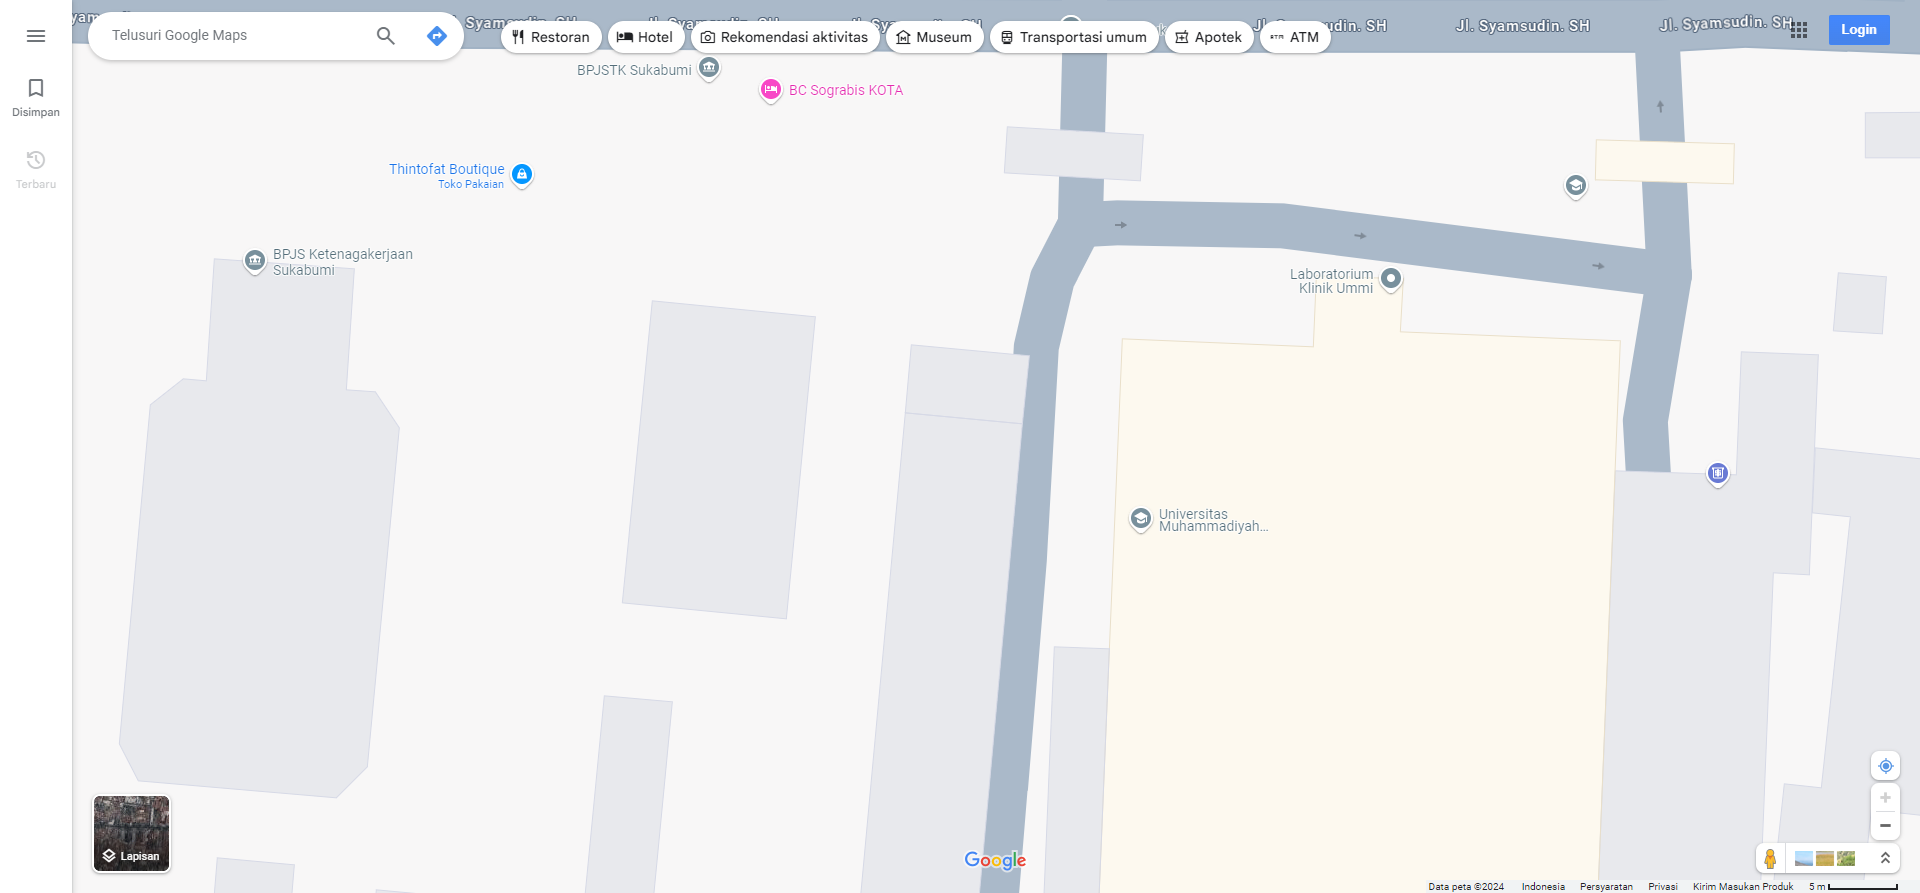 Telusuri Google Maps
Restoran
Hotel
Rekomendasi aktivitas
Museum
Transportasi umum
Apotek
ATM
Login
Syamsudin. SH
Jl. Syamsudin. SH
Jl. Syamsudin. SH
Disimpan
Terbaru
BPJSTK Sukabumi
BC Sograbis KOTA
Thintofat Boutique
Toko Pakaian
BPJS Ketenagakerjaan
Sukabumi
Laboratorium
Klinik Ummi
Universitas
Muhammadiyah...
Lapisan
Google
Data peta ©2024
Indonesia
Persyaratan
Privasi
Kirim Masukan Produk
5 m